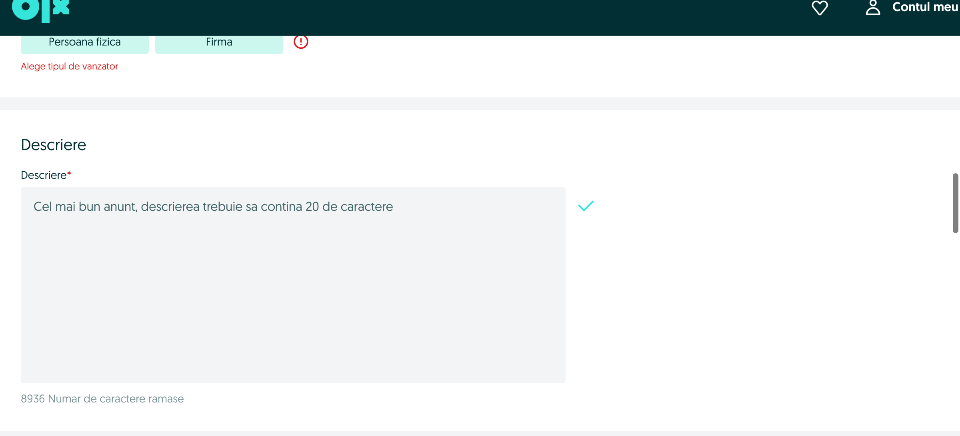 olx
Contul meu
Persoana fizica
Firma
Alege tipul de vanzator
Descriere
Descriere*
Cel mai bun anunt, descrierea trebuie sa contina 20 de caractere
8936 Numar de caractere ramase